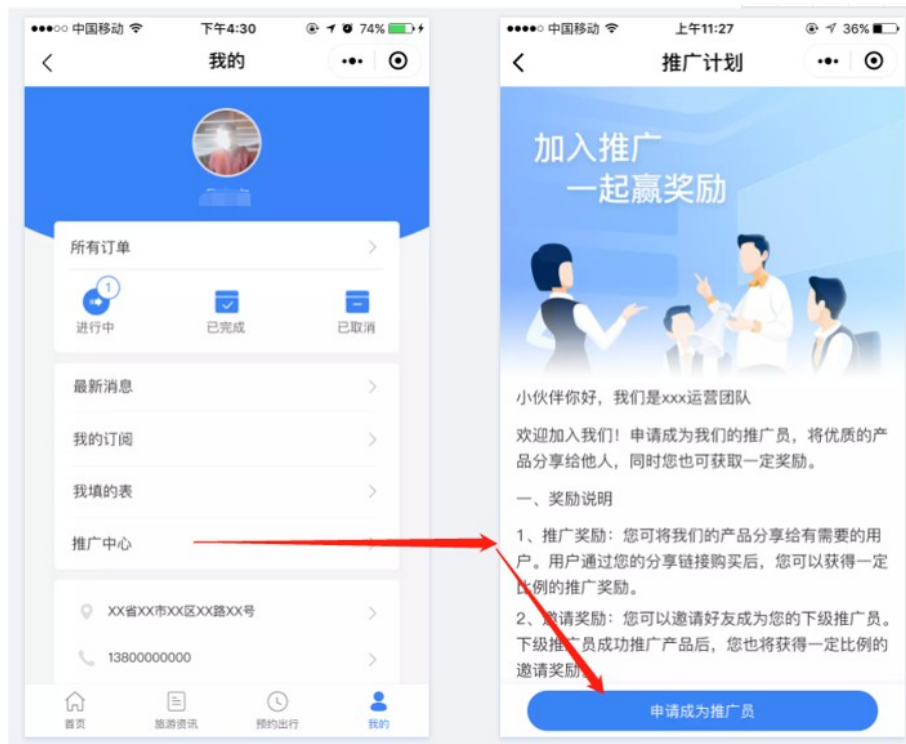 中国移动 下午4:30 74%
我的
所有订单
1
进行中 已完成 已取消
最新消息
我的订阅
我填的表
推广中心
XX省XX市XX区XX路XX号
13800000000
首页 旅游资讯 预约出行 我的
中国移动 上午11:27 36%
推广计划
加入推广
一起赢奖励
小伙伴你好，我们是xxx运营团队
欢迎加入我们！申请成为我们的推广员，将优质的产
品分享给他人，同时您也可获取一定奖励。
一、奖励说明
1、推广奖励：您可将我们的产品分享给有需要的用
户。用户通过您的分享链接购买后，您可以获得一定
比例的推广奖励。
2、邀请奖励：您可以邀请好友成为您的下级推广员。
下级推广员成功推广产品后，您也将获得一定比例的
邀请奖励
申请成为推广员